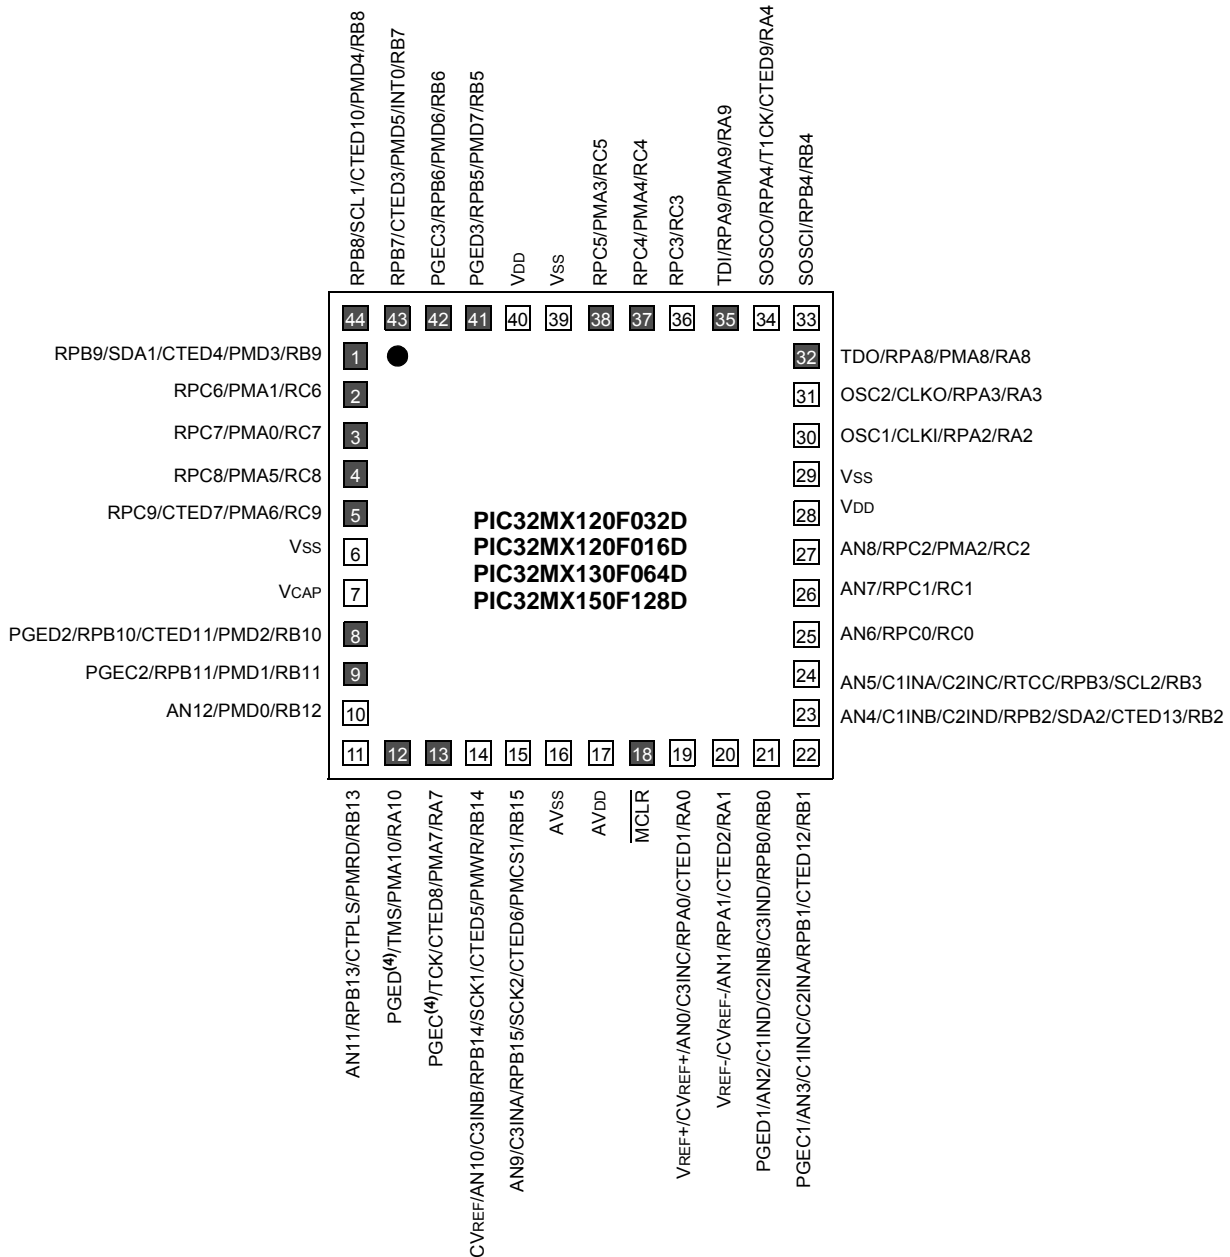 RPB8/SCL1/CTED10/PMD4/RB8
RPB7/CTED3/PMD5/INT0/RB7
PGEC3/RPB6/PMD6/RB6
PGED3/RPB5/PMD7/RB5
VDD
VSS
RPC5/PMA3/RC5
RPC4/PMA4/RC4
RPC3/RC3
TDI/RPA9/PMA9/RA9
SOSCO/RPA4/T1CK/CTED9/RA4
SOSCI/RPB4/RB4
44 43 42 41 40 39 38 37 36 35 34 33
RPB9/SDA1/CTED4/PMD3/RB9 1
RPC6/PMA1/RC6 2
RPC7/PMA0/RC7 3
RPC8/PMA5/RC8 4
RPC9/CTED7/PMA6/RC9 5
VSS 6
VCAP 7
PGED2/RPB10/CTED11/PMD2/RB10 8
PGEC2/RPB11/PMD1/RB11 9
AN12/PMD0/RB12 10
PIC32MX120F032D
PIC32MX120F016D
PIC32MX130F064D
PIC32MX150F128D
32 TDO/RPA8/PMA8/RA8
31 OSC2/CLKO/RPA3/RA3
30 OSC1/CLKI/RPA2/RA2
29 VSS
28 VDD
27 AN8/RPC2/PMA2/RC2
26 AN7/RPC1/RC1
25 AN6/RPC0/RC0
24 AN5/C1INA/C2INC/RTCC/RPB3/SCL2/RB3
23 AN4/C1INB/C2IND/RPB2/SDA2/CTED13/RB2
11 12 13 14 15 16 17 18 19 20 21 22
AN11/RPB13/CTPLS/PMRD/RB13
PGED(4)/TMS/PMA10/RA10
PGEC(4)/TCK/CTED8/PMA7/RA7
CVREF/AN10/C3INB/RPB14/SCK1/CTED5/PMWR/RB14
AN9/C3INA/RPB15/SCK2/CTED6/PMCS1/RB15
AVSS
AVDD
MCLR
VREF+/CVREF+/AN0/C3INC/RPA0/CTED1/RA0
VREF-/CVREF-/AN1/RPA1/CTED2/RA1
PGED1/AN2/C1IND/C2INB/C3IND/RPB0/RB0
PGEC1/AN3/C1INC/C2INA/RPB1/CTED12/RB1